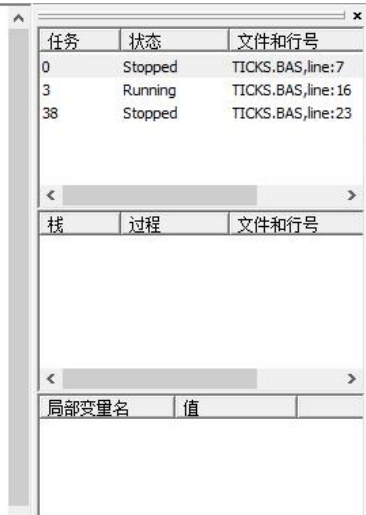 任务 状态 文件和行号
0 Stopped TICKS.BAS,line:7
3 Running TICKS.BAS,line:16
38 Stopped TICKS.BAS,line:23
栈 过程 文件和行号
局部变量名 值